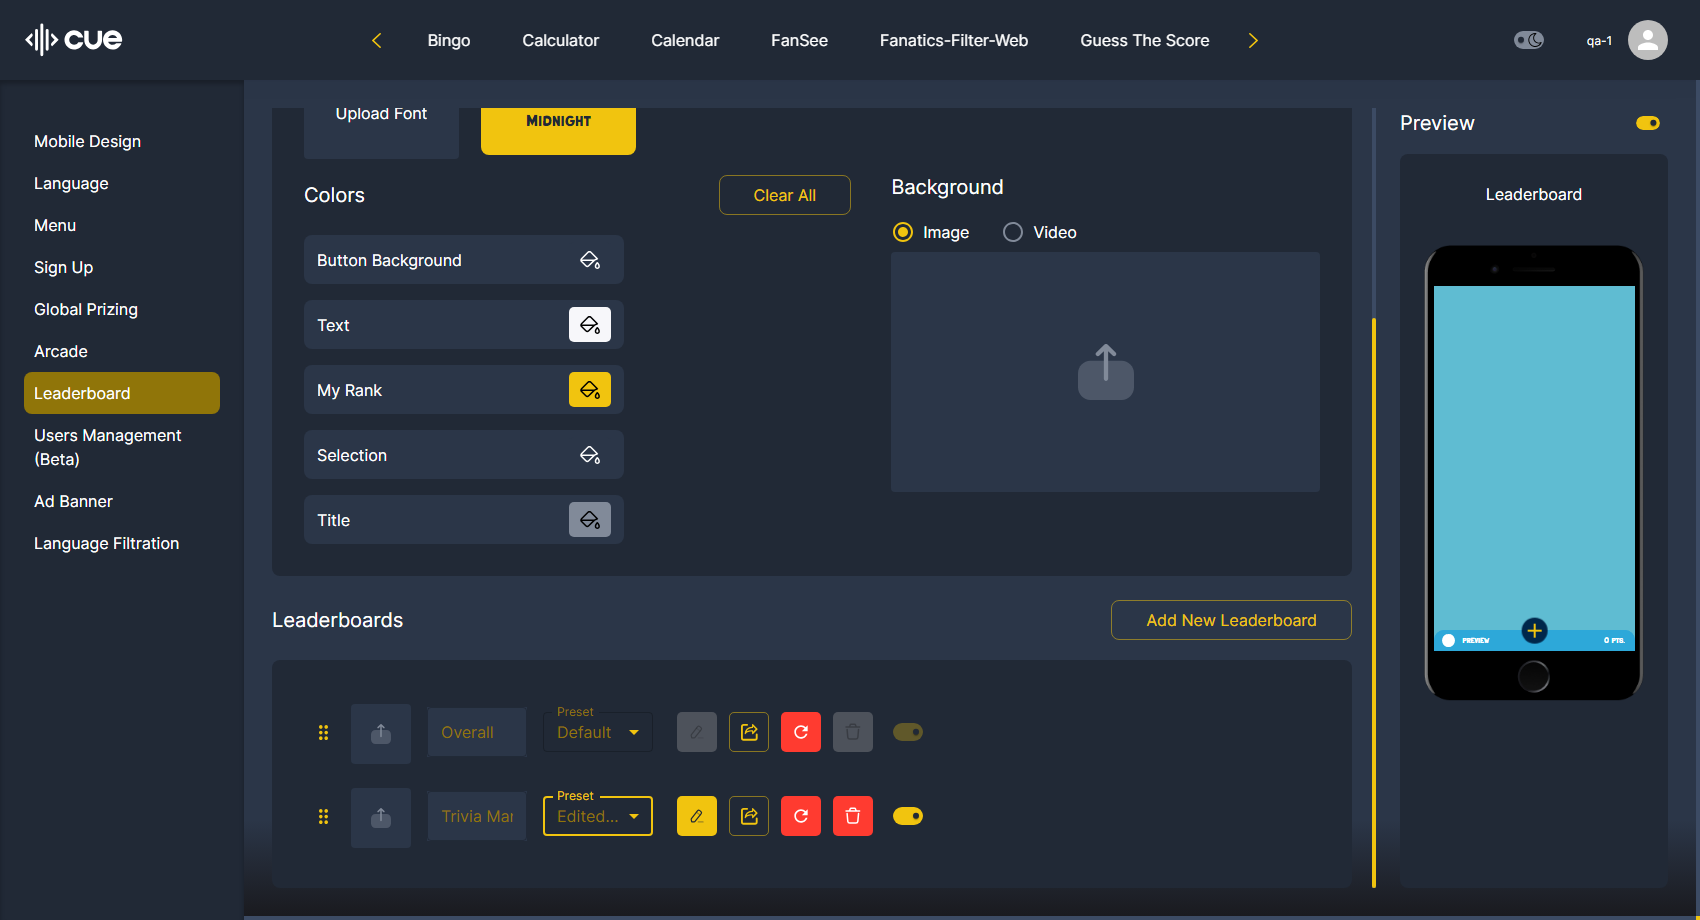 cue
Bingo
Calculator
Calendar
FanSee
Fanatics-Filter-Web
Guess The Score
qa-1
Mobile Design
Language
Menu
Sign Up
Global Prizing
Arcade
Leaderboard
Users Management
(Beta)
Ad Banner
Language Filtration
Upload Font
MIDNIGHT
Colors
Clear All
Button Background
Text
My Rank
Selection
Title
Background
Image
Video
Leaderboards
Add New Leaderboard
Overall
Preset
Default
Trivia Mar
Preset
Edited...
Preview
Leaderboard
PREVIEW
0 PTS.